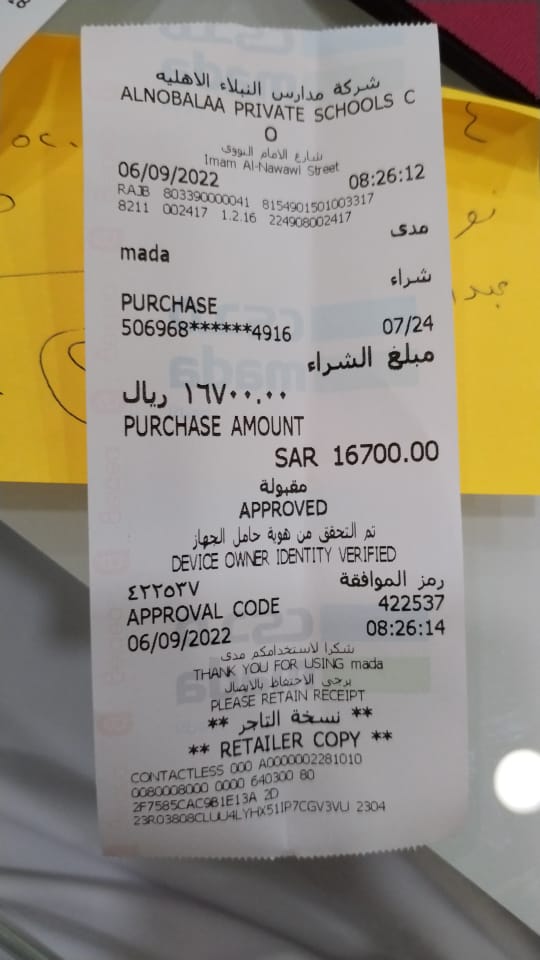 شركة مدارس النبلاء الاهليه
ALNOBALAA PRIVATE SCHOOLS C
O
شارع الامام النووي
Imam Al-Nawawi Street
06/09/2022 08:26:12
RAJB 803390000041 8154901501003317
8211 002417 1.2.16 224908002417
مدى
mada
شراء
PURCHASE
506968******4916 07/24
مبلغ الشراء
١٦٧٠٠.٠٠ ريال
PURCHASE AMOUNT
SAR 16700.00
مقبولة
APPROVED
تم التحقق من هوية حامل الجهاز
DEVICE OWNER IDENTITY VERIFIED
رمز الموافقة ٤٢٢٥٣٧
APPROVAL CODE 422537
06/09/2022 08:26:14
شكرا لاستخدامكم مدى
THANK YOU FOR USING mada
يرجى الاحتفاظ بالايصال
PLEASE RETAIN RECEIPT
** نسخة التاجر **
** RETAILER COPY **
CONTACTLESS 000 A0000002281010
0080008000 0000 640300 80
2F7585CAC9B1E13A 2D
2304